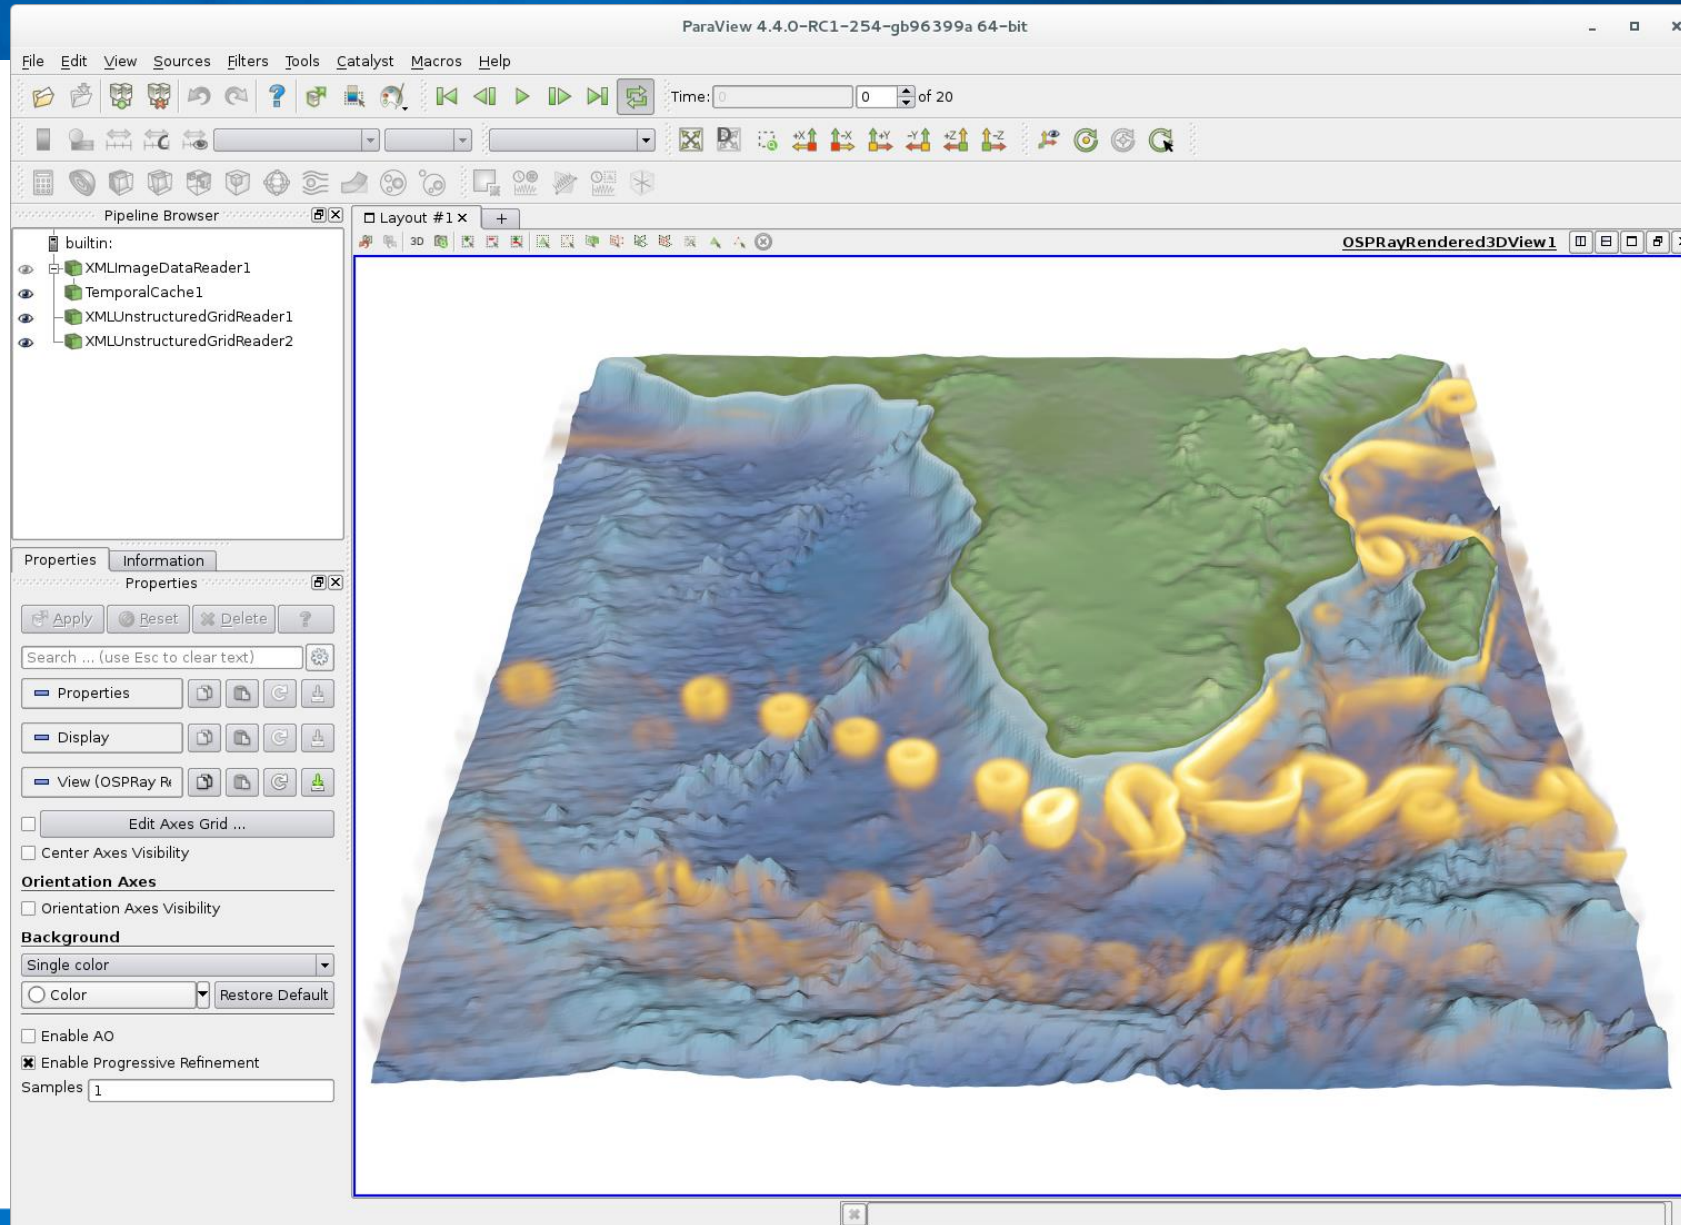 ParaView 4.4.0-RC1-254-gb96399a 64-bit
File Edit View Sources Filters Tools Catalyst Macros Help
Time: 0 0 of 20
+X -X +Y -Y +Z -Z
Pipeline Browser
Layout #1
builtin:
3D
OSPRayRendered3DView1
XMLImageDataReader1
TemporalCache1
XMLUnstructuredGridReader1
XMLUnstructuredGridReader2
Properties Information
Properties
Apply Reset Delete ?
Search ... (use Esc to clear text)
Properties
Display
View (OSPRay Re
Edit Axes Grid ...
Center Axes Visibility
Orientation Axes
Orientation Axes Visibility
Background
Single color
Color Restore Default
Enable AO
Enable Progressive Refinement
Samples 1